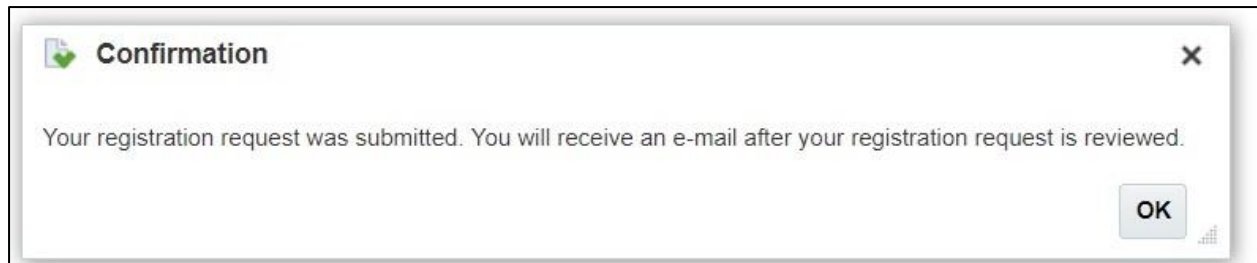 Confirmation
Your registration request was submitted. You will receive an e-mail after your registration request is reviewed.
OK